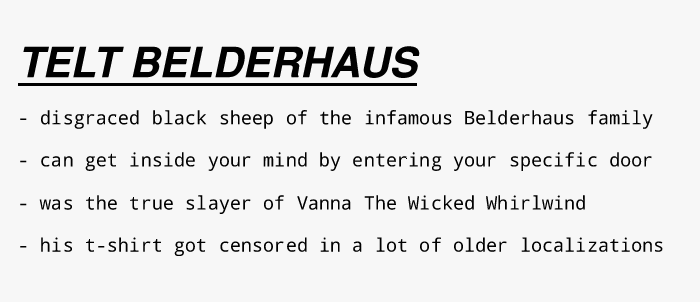 TELT BELDERHAUS
- disgraced black sheep of the infamous Belderhaus family
- can get inside your mind by entering your specific door
- was the true slayer of Vanna The Wicked Whirlwind
- his t-shirt got censored in a lot of older localizations